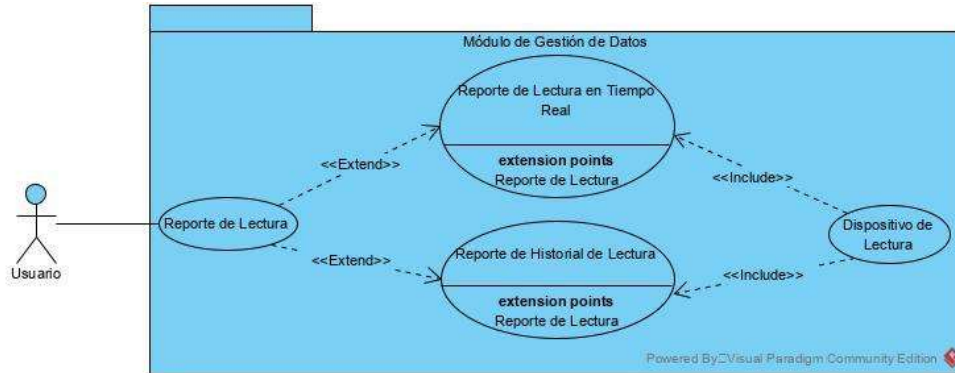 Módulo de Gestión de Datos
Reporte de Lectura en Tiempo
Real
<<Extend>>
extension points
Reporte de Lectura
<<Include>>
Reporte de Lectura
Usuario
Dispositivo de
Lectura
Reporte de Historial de Lectura
<<Extend>>
<<Include>>
extension points
Reporte de Lectura
Powered By Visual Paradigm Community Edition